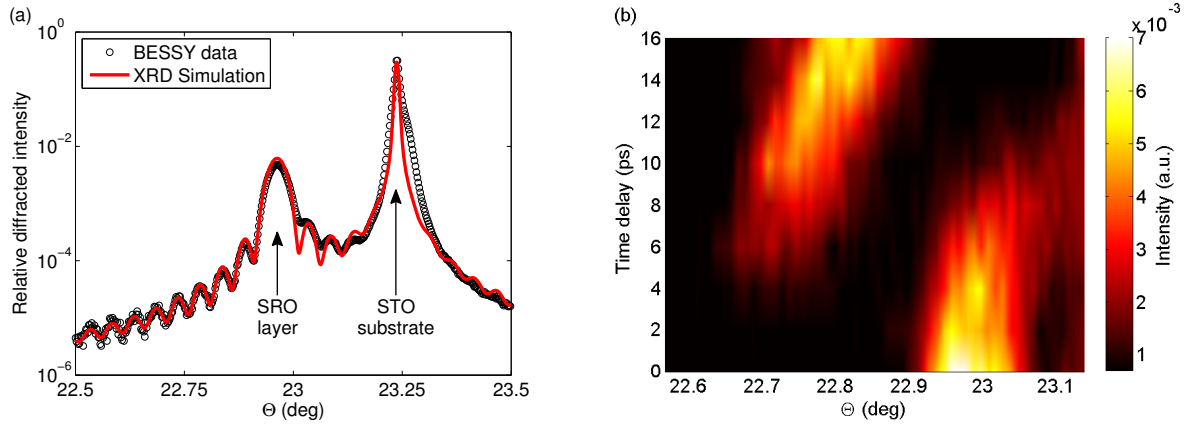 (a)
Relative diffracted intensity
10^0
10^−2
10^−4
10^−6
BESSY data
XRD Simulation
SRO
layer
STO
substrate
22.5
22.75
23
23.25
23.5
Θ (deg)
(b)
Time delay (ps)
16
14
12
10
8
6
4
2
0
22.6
22.7
22.8
22.9
23
23.1
Θ (deg)
x 10^−3
7
6
5
4
3
2
1
Intensity (a.u.)